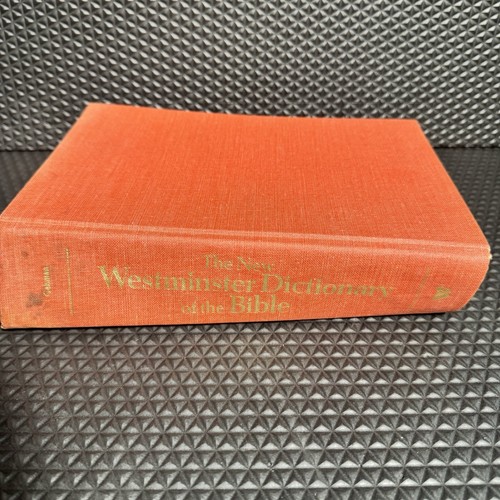 The New
Westminster Dictionary
of the Bible
Gehman